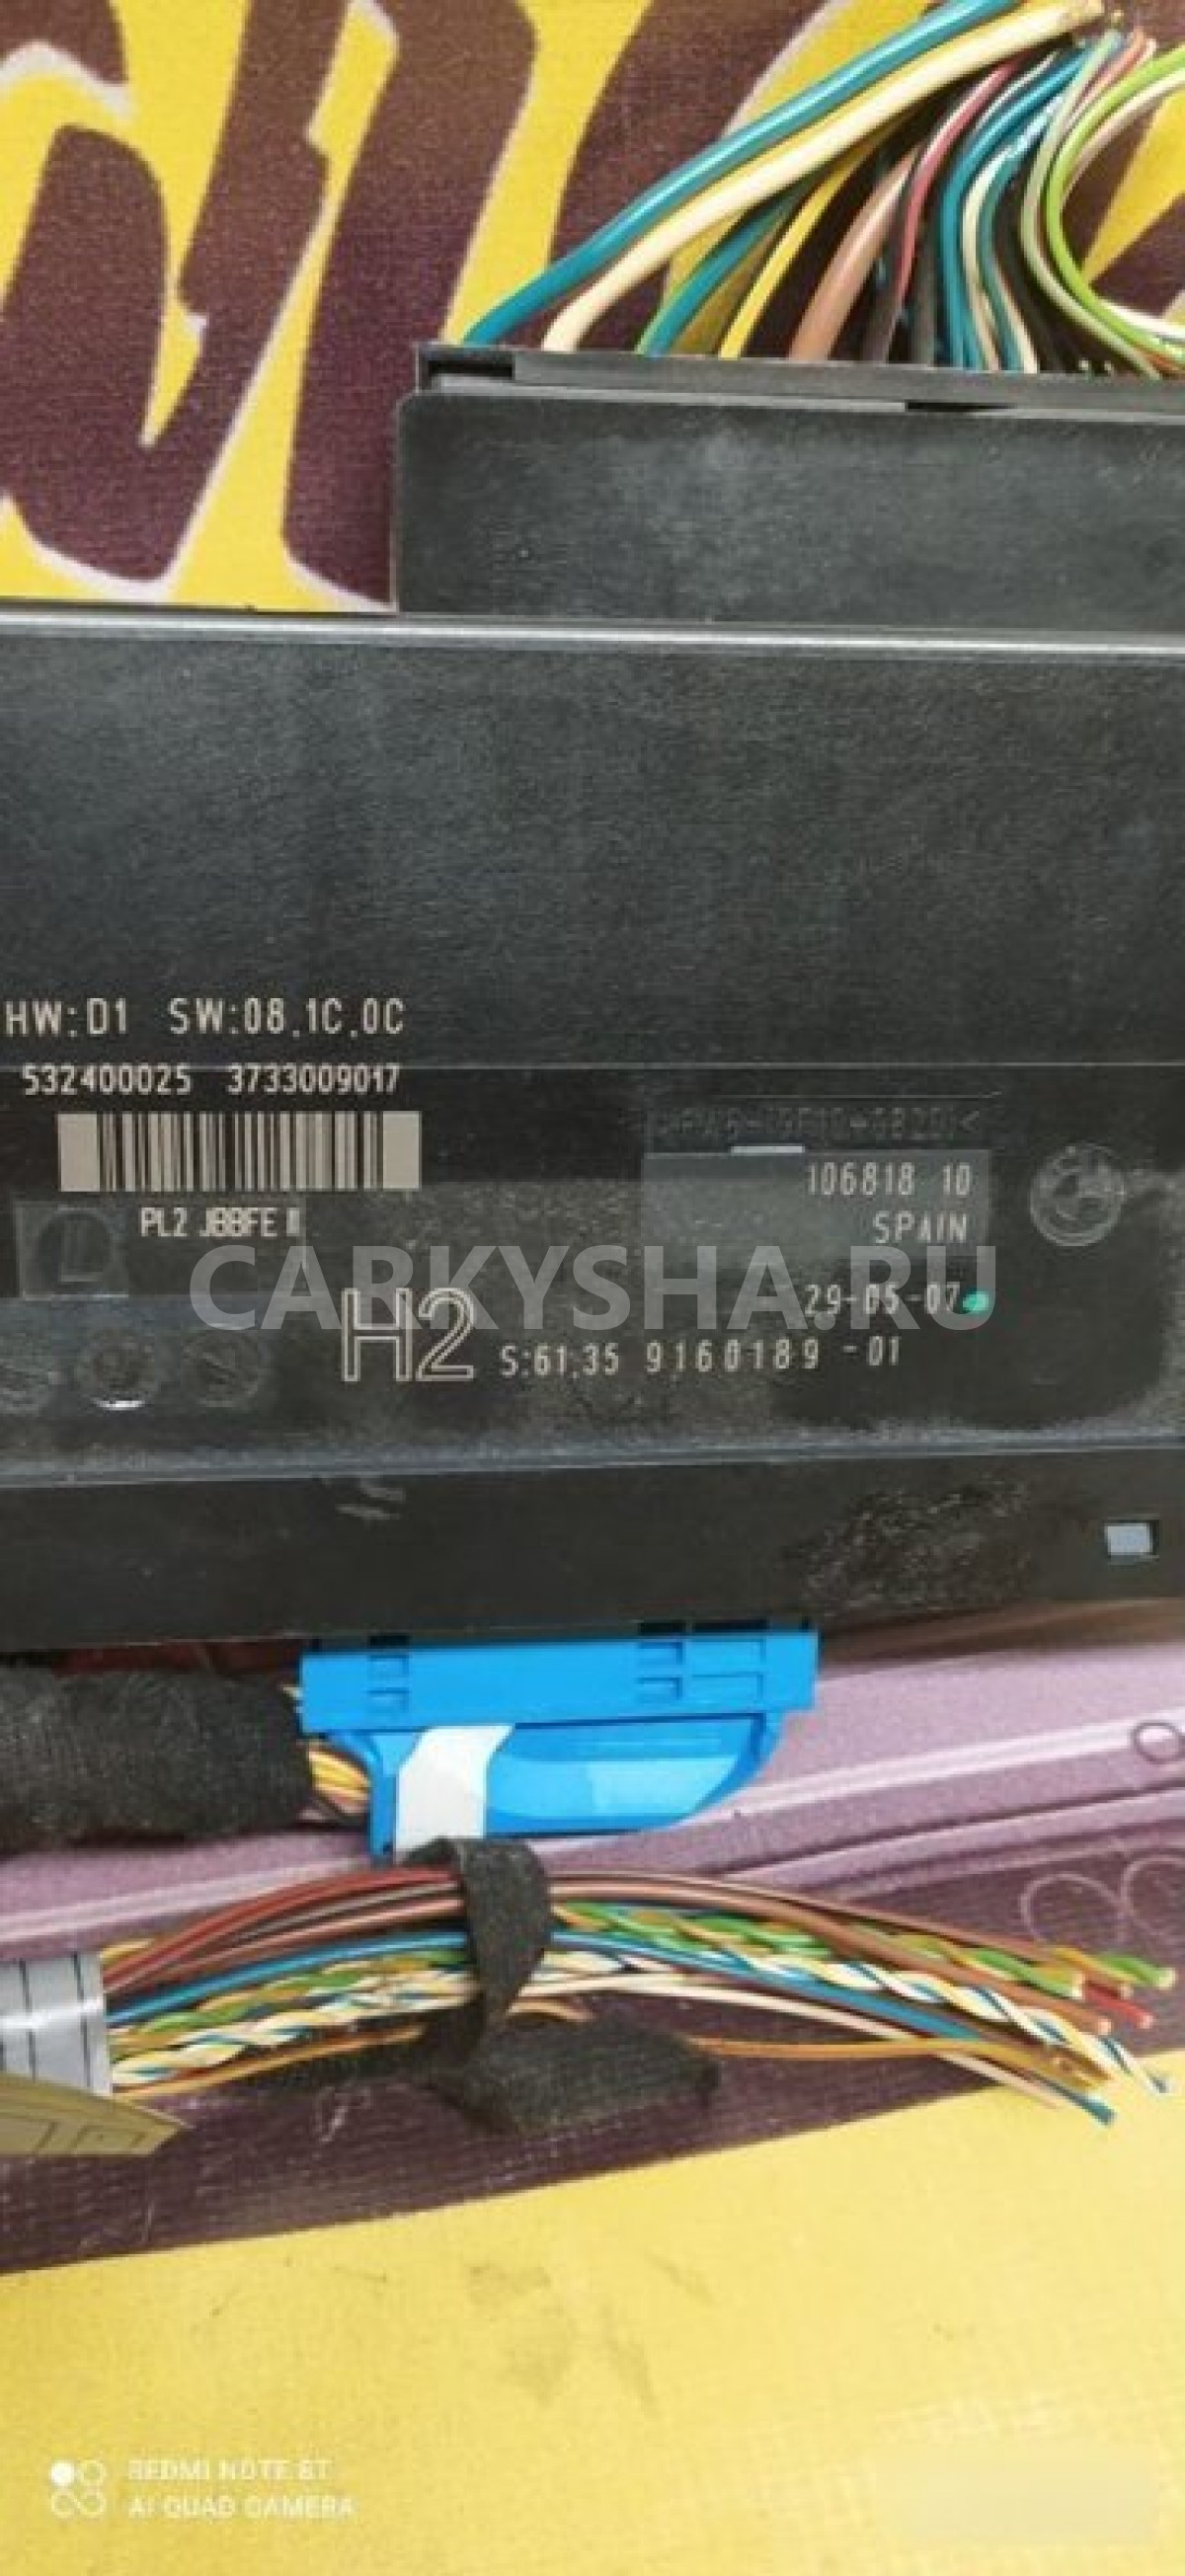 HW:D1 SW:08.1C.0C
532400025 3733009017
PL2 JBBFE II
106818 10
SPAIN
CARKYSHA.RU
29-05-07
H2 S:61.35 9160189 -01
REDMI NOTE 8T
AI QUAD CAMERA